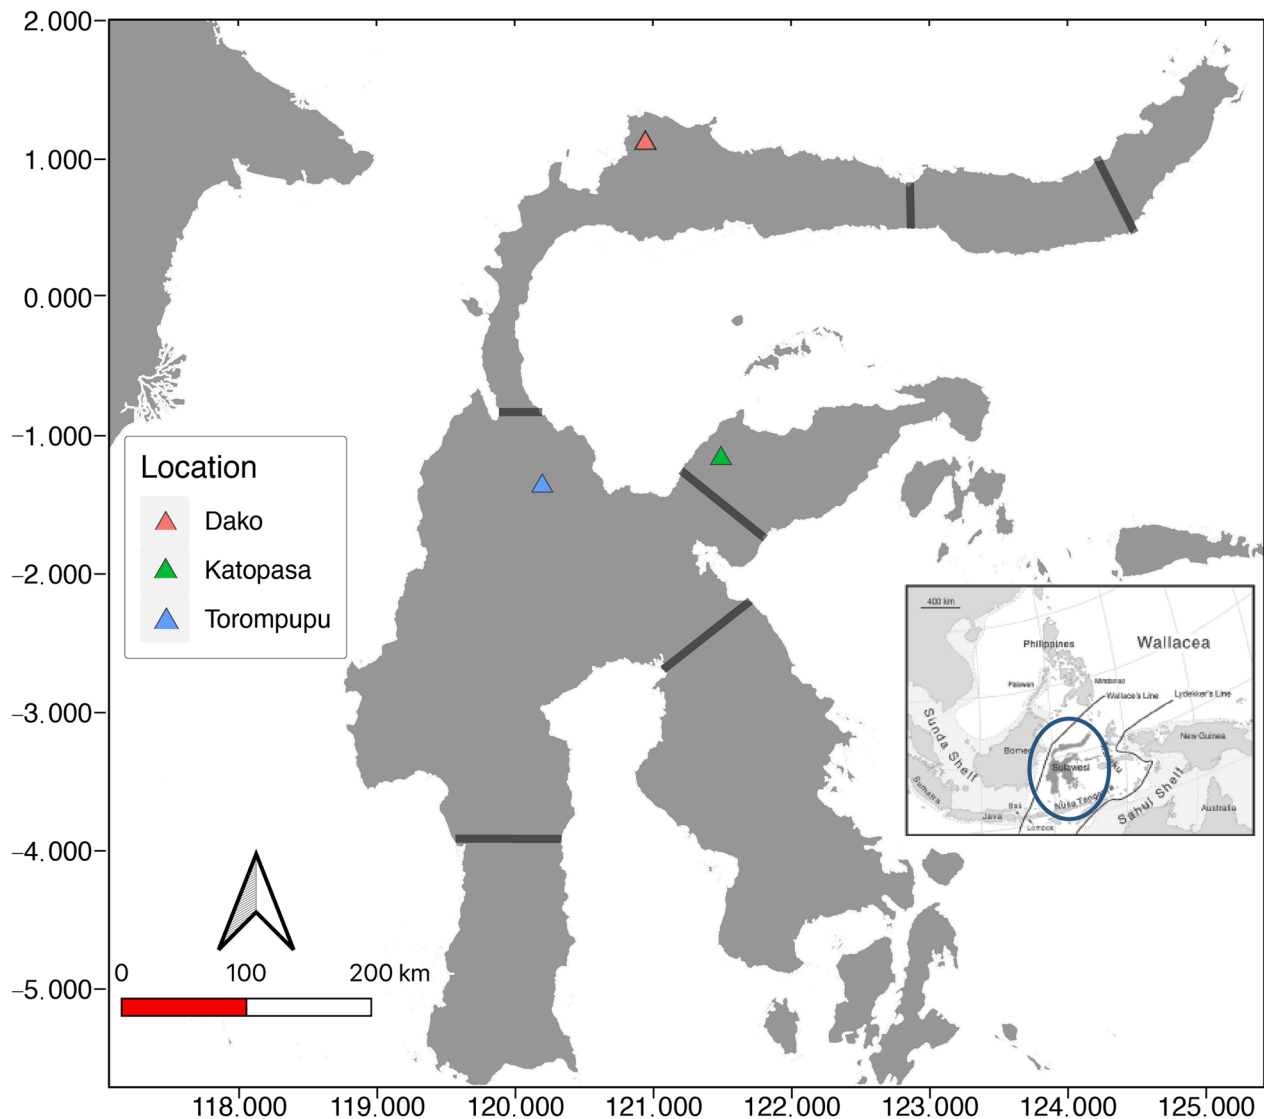 2.000
1.000
0.000
−1.000
−2.000
−3.000
−4.000
−5.000
Location
Dako
Katopasa
Torompupu
0 100 200 km
118.000 119.000 120.000 121.000 122.000 123.000 124.000 125.000
400 km
Philippines
Wallacea
Palawan
Mindanao
Wallace's Line
Lydekker's Line
Sunda Shelf
Borneo
Sulawesi
New Guinea
Sumatra
Java
Bali
Lombok
Nusa Tenggara
Sahul Shelf
Australia